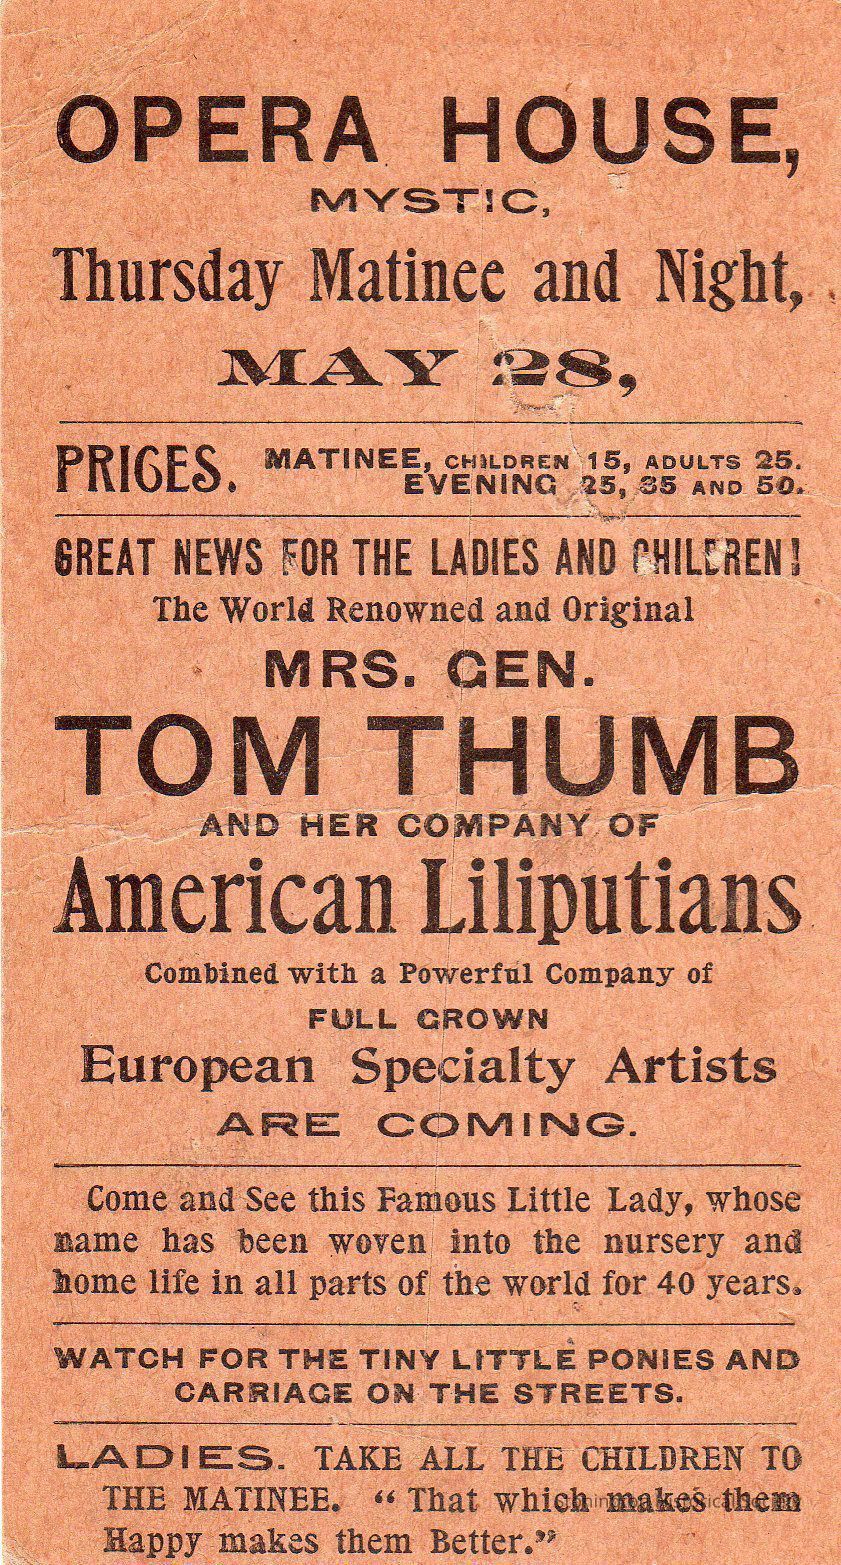 OPERA HOUSE,
MYSTIC,
Thursday Matinee and Night,
MAY 28,
PRICES. MATINEE, CHILDREN 15, ADULTS 25.
EVENING 25, 35 AND 50.
GREAT NEWS FOR THE LADIES AND CHILDREN!
The World Renowned and Original
MRS. GEN.
TOM THUMB
AND HER COMPANY OF
American Liliputians
Combined with a Powerful Company of
FULL GROWN
European Specialty Artists
ARE COMING.
Come and See this Famous Little Lady, whose
name has been woven into the nursery and
home life in all parts of the world for 40 years.
WATCH FOR THE TINY LITTLE PONIES AND
CARRIAGE ON THE STREETS.
LADIES. TAKE ALL THE CHILDREN TO
THE MATINEE. "That which makes them
Happy makes them Better."